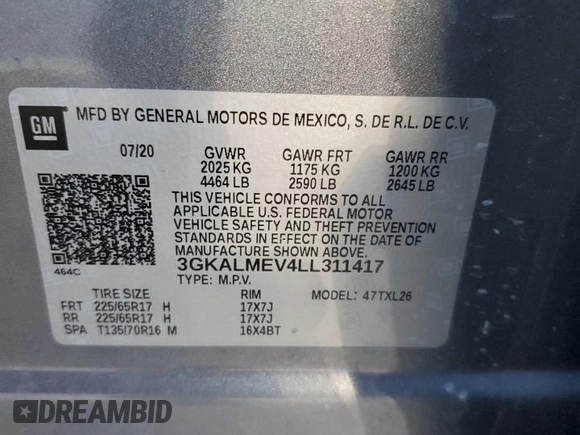 GM
MFD BY GENERAL MOTORS DE MEXICO, S. DE R.L. DE C.V.
07/20 GVWR GAWR FRT GAWR RR
2025 KG 1175 KG 1200 KG
4464 LB 2590 LB 2645 LB
THIS VEHICLE CONFORMS TO ALL
APPLICABLE U.S. FEDERAL MOTOR
VEHICLE SAFETY AND THEFT PREVENTION
STANDARDS IN EFFECT ON THE DATE OF
MANUFACTURE SHOWN ABOVE.
464C
3GKALMEV4LL311417
TYPE: M.P.V.
TIRE SIZE RIM MODEL: 47TXL26
FRT 225/65R17 H 17X7J
RR 225/65R17 H 17X7J
SPA T135/70R16 M 16X4BT
DREAMBID